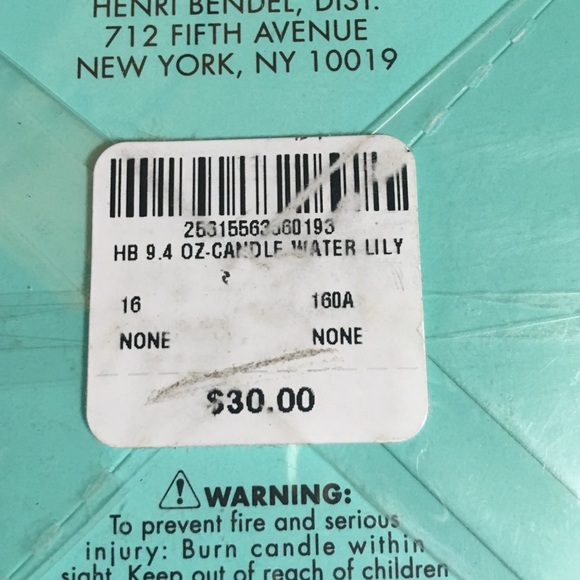 HENRI BENDEL, DIST.
712 FIFTH AVENUE
NEW YORK, NY 10019
HB 9.4 OZ-CANDLE WATER LILY
16 160A
NONE NONE
$30.00
WARNING:
To prevent fire and serious
injury: Burn candle within
sight. Keep out of reach of children